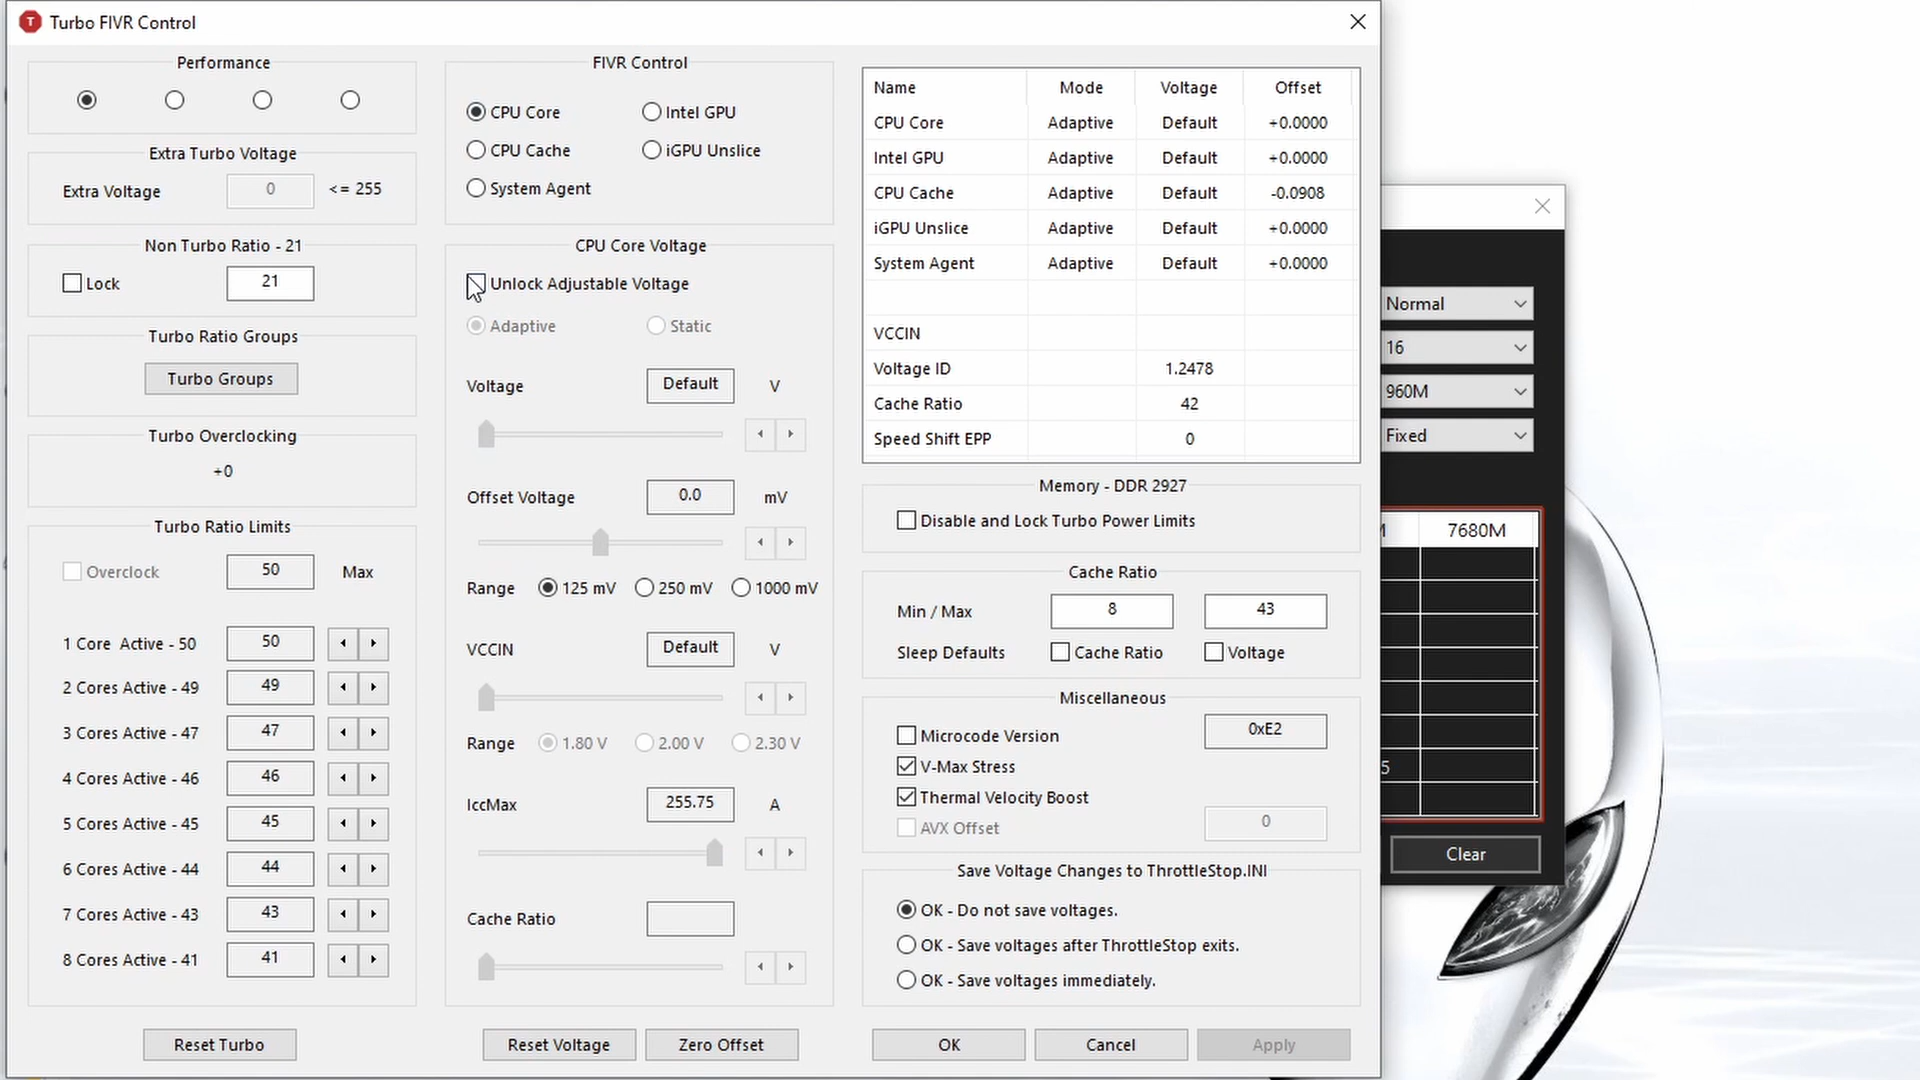 Turbo FIVR Control
Performance
Extra Turbo Voltage
Extra Voltage 0 <= 255
Non Turbo Ratio - 21
Lock 21
Turbo Ratio Groups
Turbo Groups
Turbo Overclocking
+0
Turbo Ratio Limits
Overclock 50 Max
1 Core Active - 50 50
2 Cores Active - 49 49
3 Cores Active - 47 47
4 Cores Active - 46 46
5 Cores Active - 45 45
6 Cores Active - 44 44
7 Cores Active - 43 43
8 Cores Active - 41 41
Reset Turbo
FIVR Control
CPU Core Intel GPU
CPU Cache iGPU Unslice
System Agent
CPU Core Voltage
Unlock Adjustable Voltage
Adaptive Static
Voltage Default V
Offset Voltage 0.0 mV
Range 125 mV 250 mV 1000 mV
VCCIN Default V
Range 1.80 V 2.00 V 2.30 V
IccMax 255.75 A
Cache Ratio
Reset Voltage Zero Offset
Name Mode Voltage Offset
CPU Core Adaptive Default +0.0000
Intel GPU Adaptive Default +0.0000
CPU Cache Adaptive Default -0.0908
iGPU Unslice Adaptive Default +0.0000
System Agent Adaptive Default +0.0000
VCCIN
Voltage ID 1.2478
Cache Ratio 42
Speed Shift EPP 0
Memory - DDR 2927
Disable and Lock Turbo Power Limits
Cache Ratio
Min / Max 8 43
Sleep Defaults Cache Ratio Voltage
Miscellaneous
Microcode Version 0xE2
V-Max Stress
Thermal Velocity Boost
AVX Offset 0
Save Voltage Changes to ThrottleStop.INI
OK - Do not save voltages.
OK - Save voltages after ThrottleStop exits.
OK - Save voltages immediately.
OK Cancel Apply
Normal
16
960M
Fixed
7680M
5
Clear